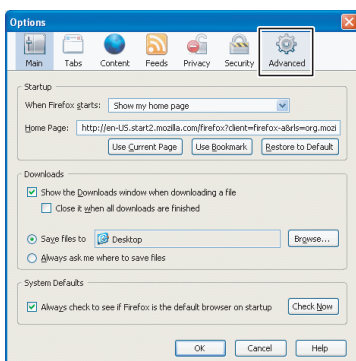 Options
Main Tabs Content Feeds Privacy Security Advanced
Startup
When Firefox starts: Show my home page
Home Page: http://en-US.start2.mozilla.com/firefox?client=firefox-a&rls=org.mozi
Use Current Page Use Bookmark Restore to Default
Downloads
Show the Downloads window when downloading a file
Close it when all downloads are finished
Save files to Desktop Browse...
Always ask me where to save files
System Defaults
Always check to see if Firefox is the default browser on startup Check Now
OK Cancel Help